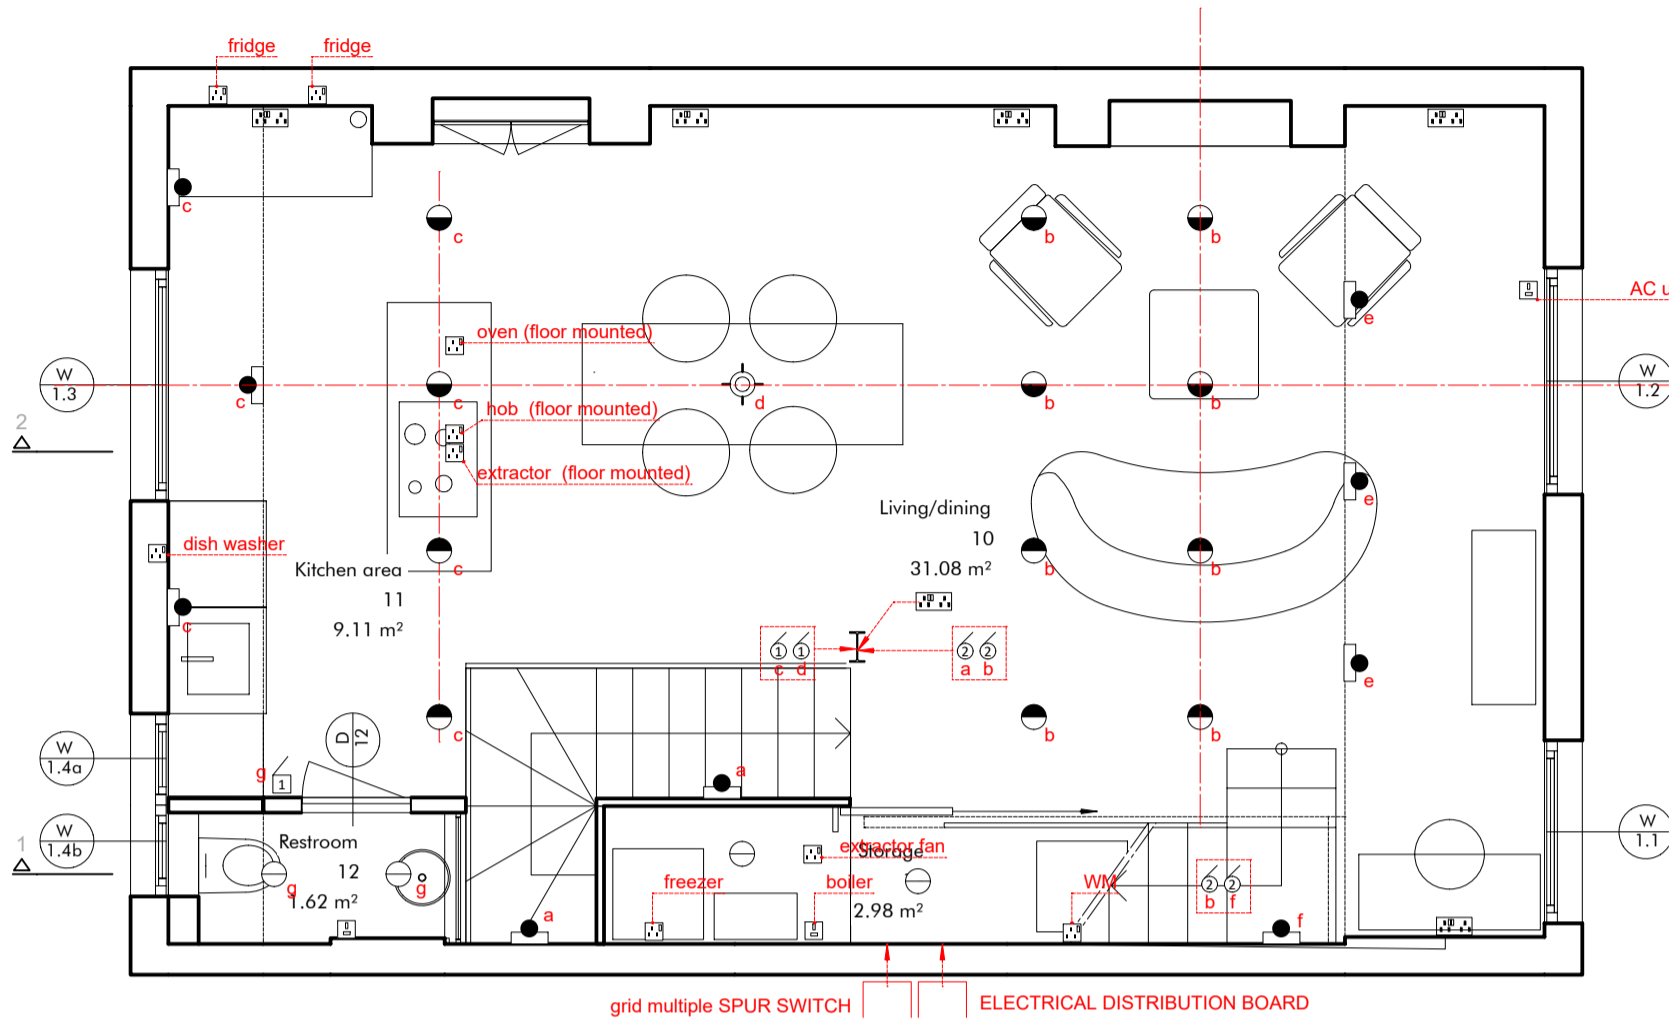 fridge
fridge
c
c
b
b
e
AC u
oven (floor mounted)
W
1.3
c
c
d
b
b
W
1.2
hob (floor mounted)
2
extractor (floor mounted)
e
Living/dining
10
31.08 m²
dish washer
Kitchen area
11
9.11 m²
c
b
b
c
1 1
c d
2 2
a b
e
c
b
b
D
12
W
1.4a
g
1
a
Restroom
12
1.62 m²
W
1.4b
1
extractor fan
Storage
2.98 m²
W
1.1
g
g
freezer
boiler
WM
2 2
b f
a
f
grid multiple SPUR SWITCH
ELECTRICAL DISTRIBUTION BOARD